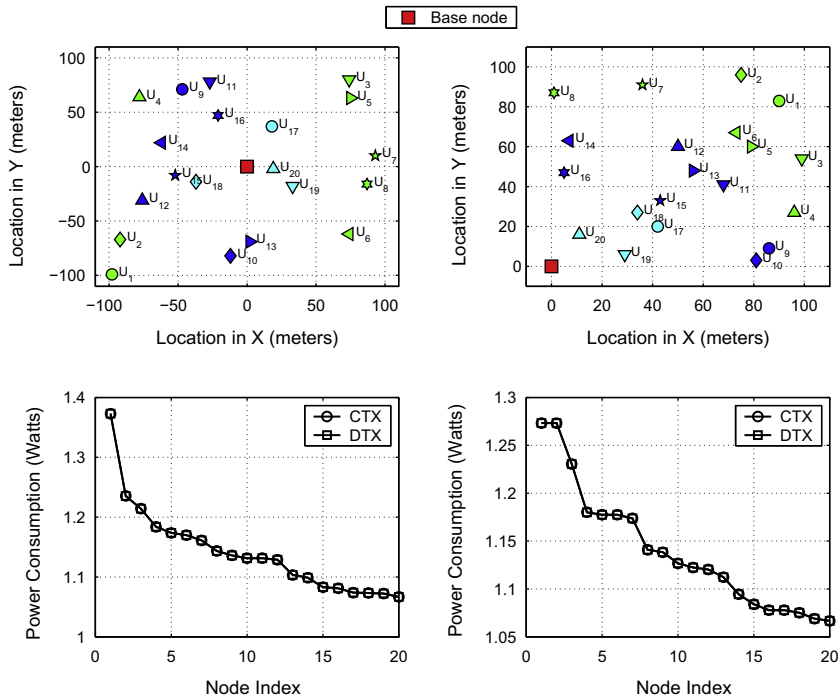 Base node
100
50
0
−50
−100
Location in Y (meters)
−100
−50
0
50
100
Location in X (meters)
U4
U9
U11
U3
U5
U16
U17
U14
U7
U15
U18
U20
U19
U8
U12
U2
U10
U13
U6
U1
100
80
60
40
20
0
Location in Y (meters)
0
20
40
60
80
100
Location in X (meters)
U8
U7
U2
U1
U6
U5
U14
U12
U3
U16
U13
U11
U15
U18
U17
U4
U20
U19
U9
U10
1.4
1.3
1.2
1.1
1
Power Consumption (Watts)
CTX
DTX
0
5
10
15
20
Node Index
1.3
1.25
1.2
1.15
1.1
1.05
Power Consumption (Watts)
CTX
DTX
0
5
10
15
20
Node Index